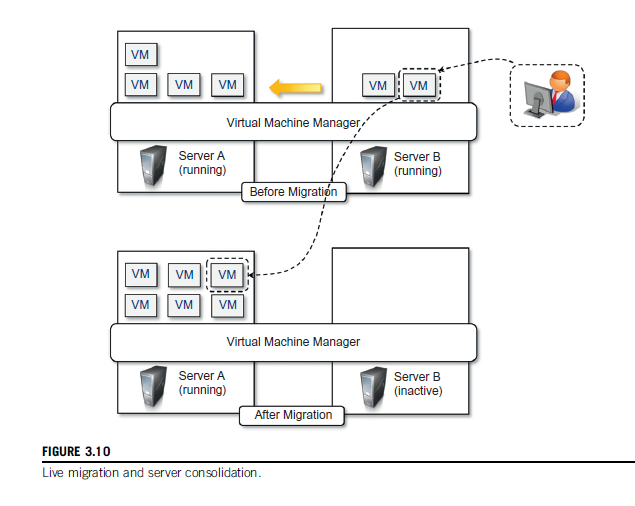 VM
VM VM VM
VM VM
Virtual Machine Manager
Server A
(running)
Server B
(running)
Before Migration
VM VM VM
VM VM VM
Virtual Machine Manager
Server A
(running)
Server B
(inactive)
After Migration
FIGURE 3.10
Live migration and server consolidation.